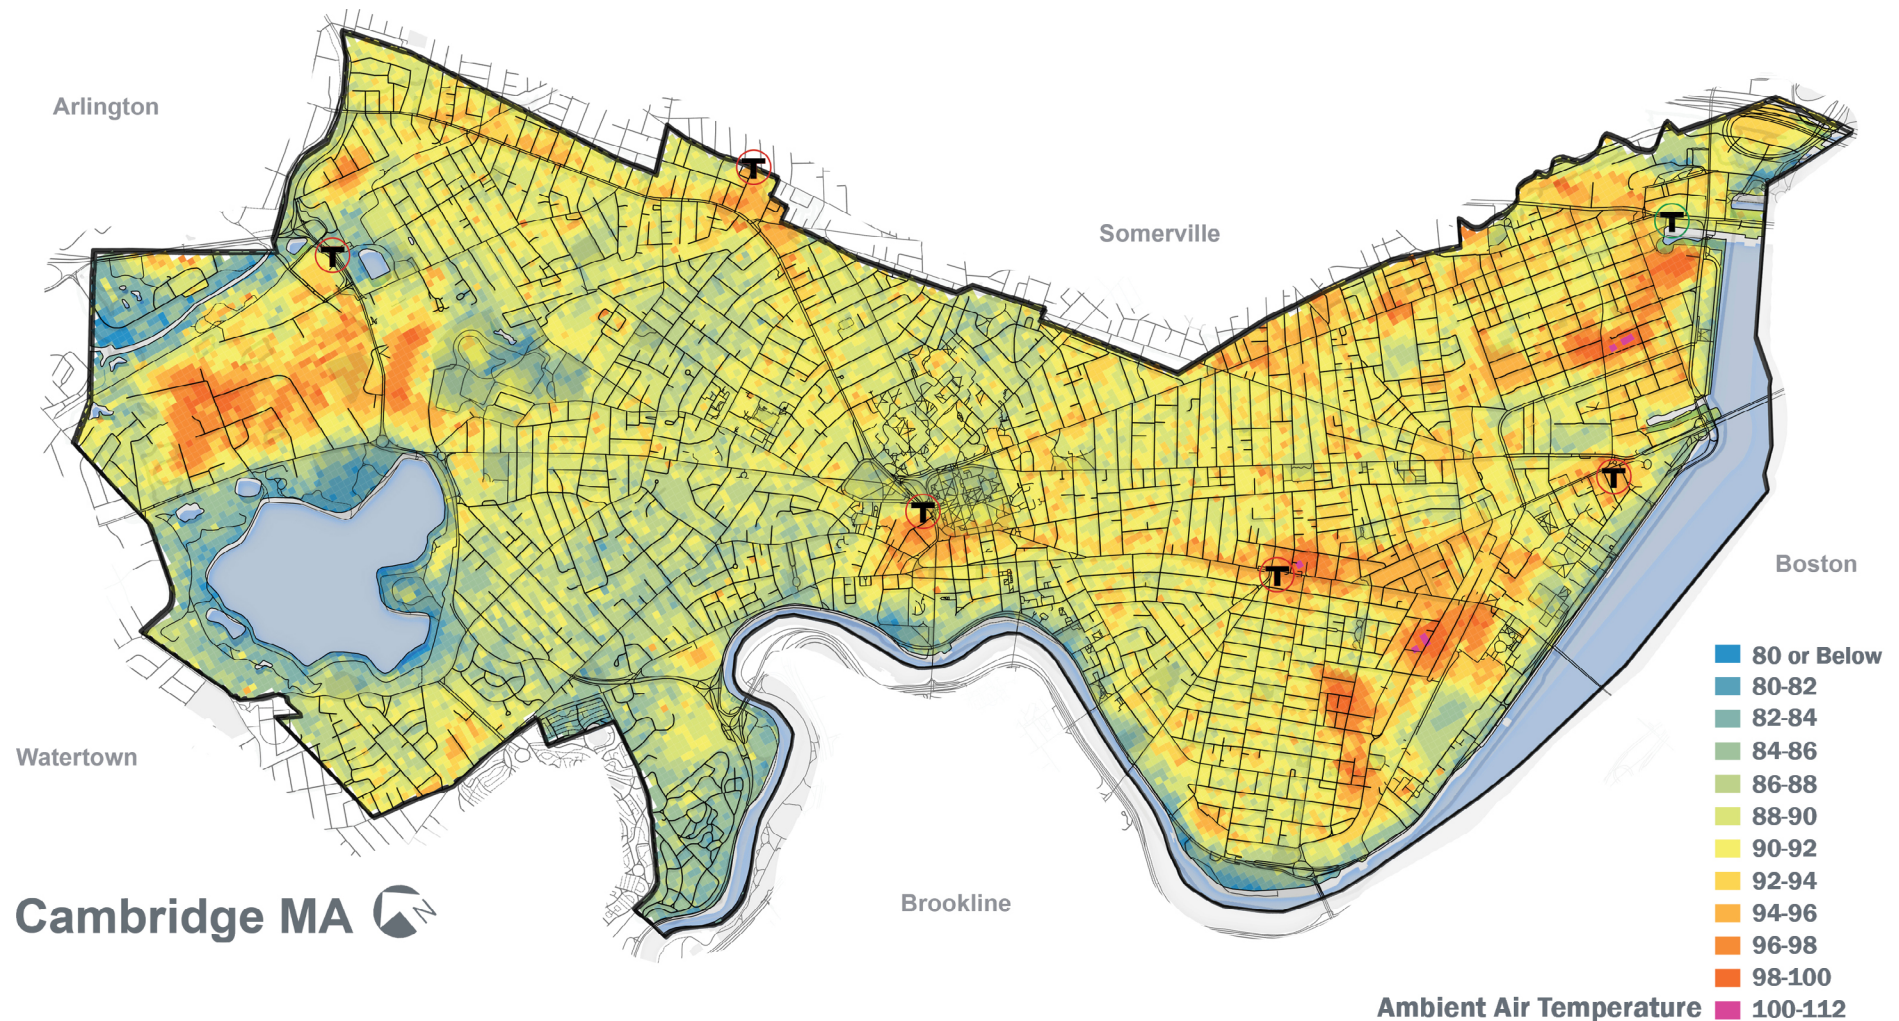 Arlington
Somerville
Boston
Watertown
Brookline
Cambridge MA
N
T
T
T
T
T
T
80 or Below
80-82
82-84
84-86
86-88
88-90
90-92
92-94
94-96
96-98
98-100
100-112
Ambient Air Temperature